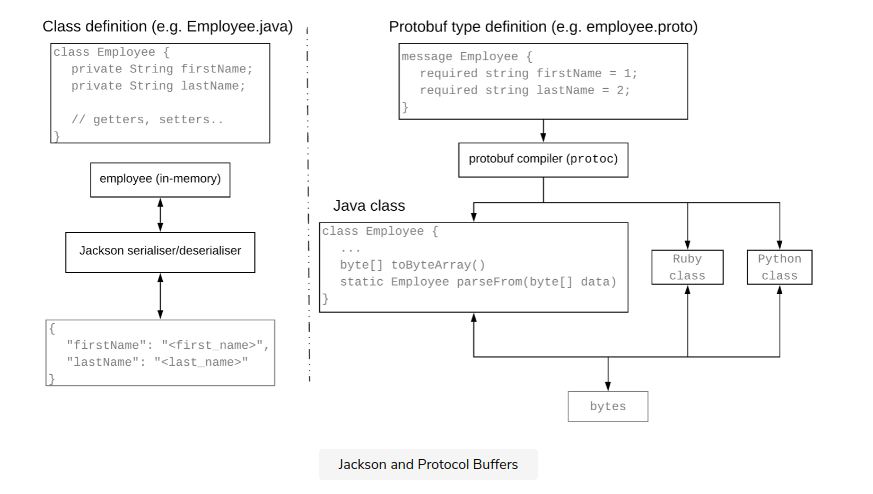 Class definition (e.g. Employee.java)
class Employee {
private String firstName;
private String lastName;
// getters, setters..
}
employee (in-memory)
Jackson serialiser/deserialiser
{
"firstName": "<first_name>",
"lastName": "<last_name>"
}
Protobuf type definition (e.g. employee.proto)
message Employee {
required string firstName = 1;
required string lastName = 2;
}
protobuf compiler (protoc)
Java class
class Employee {
...
byte[] toByteArray()
static Employee parseFrom(byte[] data)
}
Ruby
class
Python
class
bytes
Jackson and Protocol Buffers